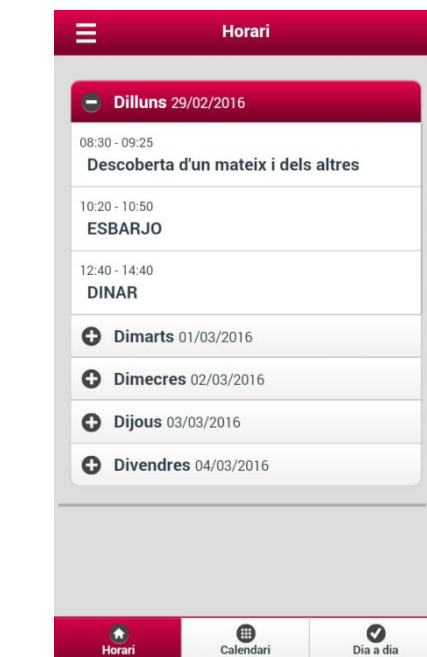 Horari
Dilluns 29/02/2016
08:30 - 09:25
Descoberta d'un mateix i dels altres
10:20 - 10:50
ESBARJO
12:40 - 14:40
DINAR
Dimarts 01/03/2016
Dimecres 02/03/2016
Dijous 03/03/2016
Divendres 04/03/2016
Horari Calendari Dia a dia